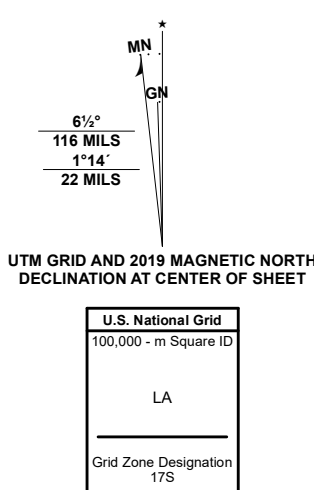 ★
MN
GN
6½°
116 MILS
1°14´
22 MILS
UTM GRID AND 2019 MAGNETIC NORTH
DECLINATION AT CENTER OF SHEET
U.S. National Grid
100,000 - m Square ID
LA
Grid Zone Designation
17S